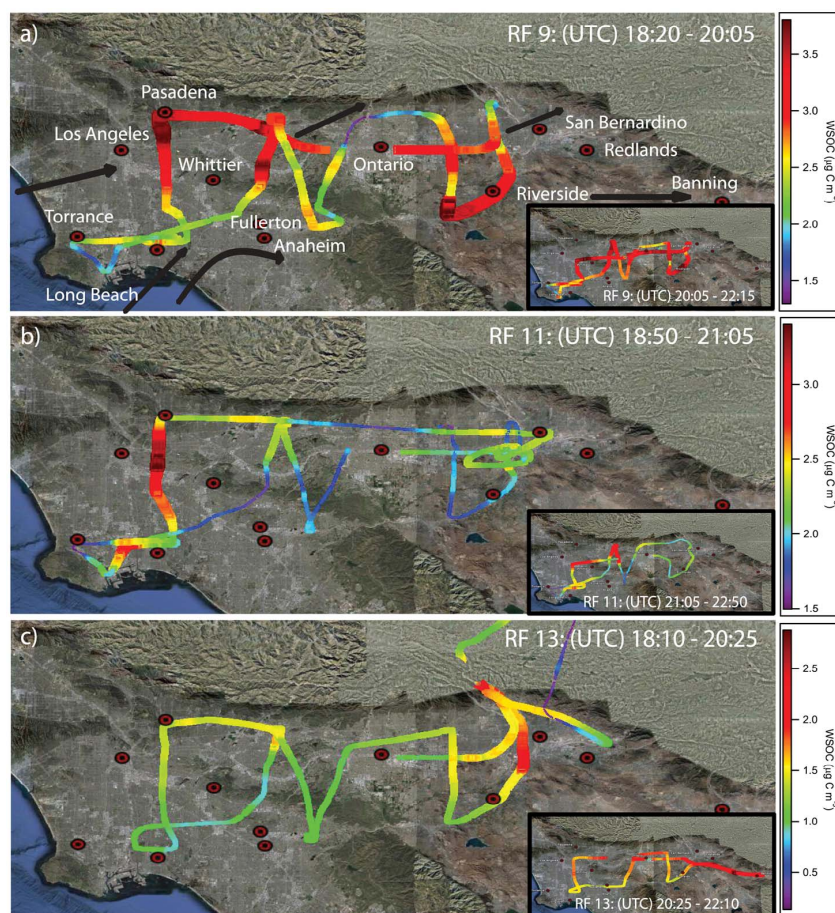 a)
RF 9: (UTC) 18:20 - 20:05
Pasadena
Los Angeles
Whittier
Ontario
San Bernardino
Redlands
Riverside
Banning
Torrance
Fullerton
Anaheim
Long Beach
RF 9: (UTC) 20:05 - 22:15
3.5
3.0
2.5
2.0
1.5
WSOC (μg C m⁻³)
b)
RF 11: (UTC) 18:50 - 21:05
RF 11: (UTC) 21:05 - 22:50
3.0
2.5
2.0
1.5
WSOC (μg C m⁻³)
c)
RF 13: (UTC) 18:10 - 20:25
RF 13: (UTC) 20:25 - 22:10
2.5
2.0
1.5
1.0
0.5
WSOC (μg C m⁻³)